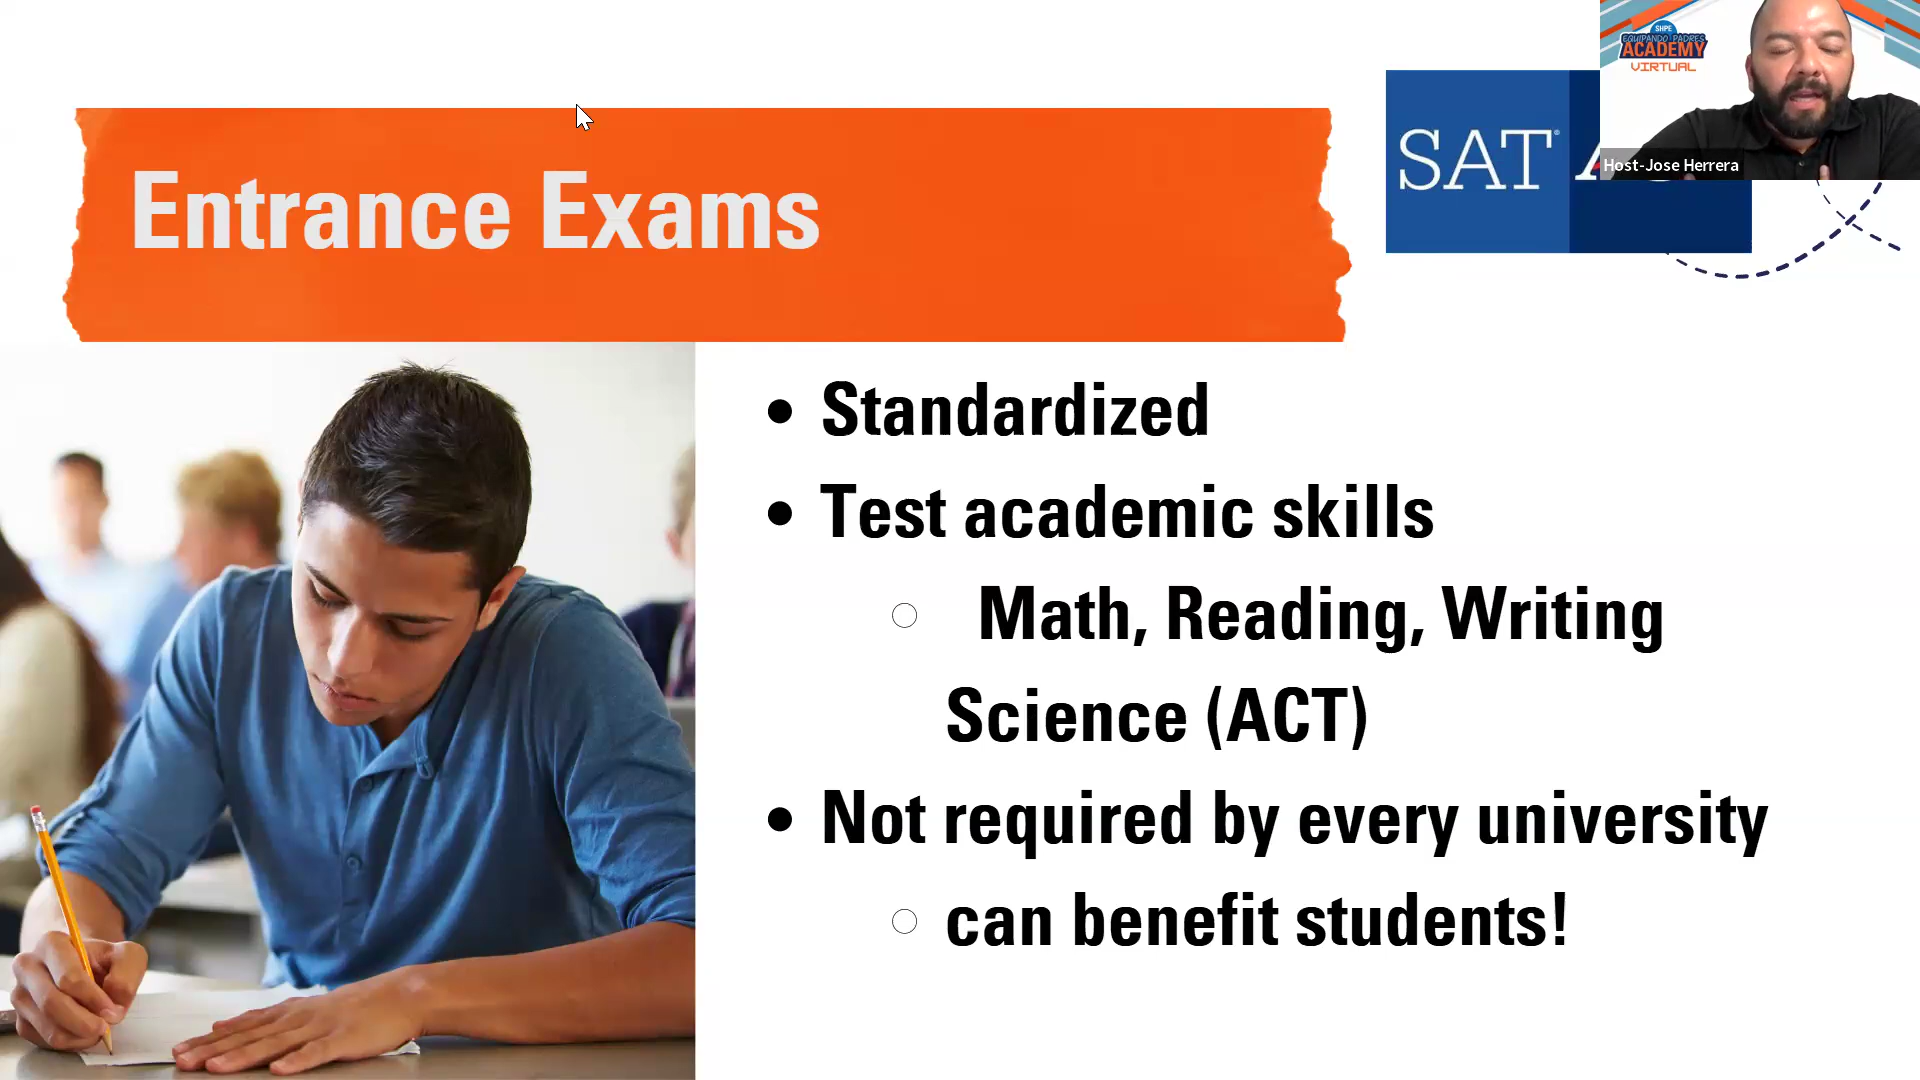 SHPE
EQUIPANDO PADRES
ACADEMY
VIRTUAL
SAT®
Host-Jose Herrera
Entrance Exams
• Standardized
• Test academic skills
○ Math, Reading, Writing
Science (ACT)
• Not required by every university
○ can benefit students!